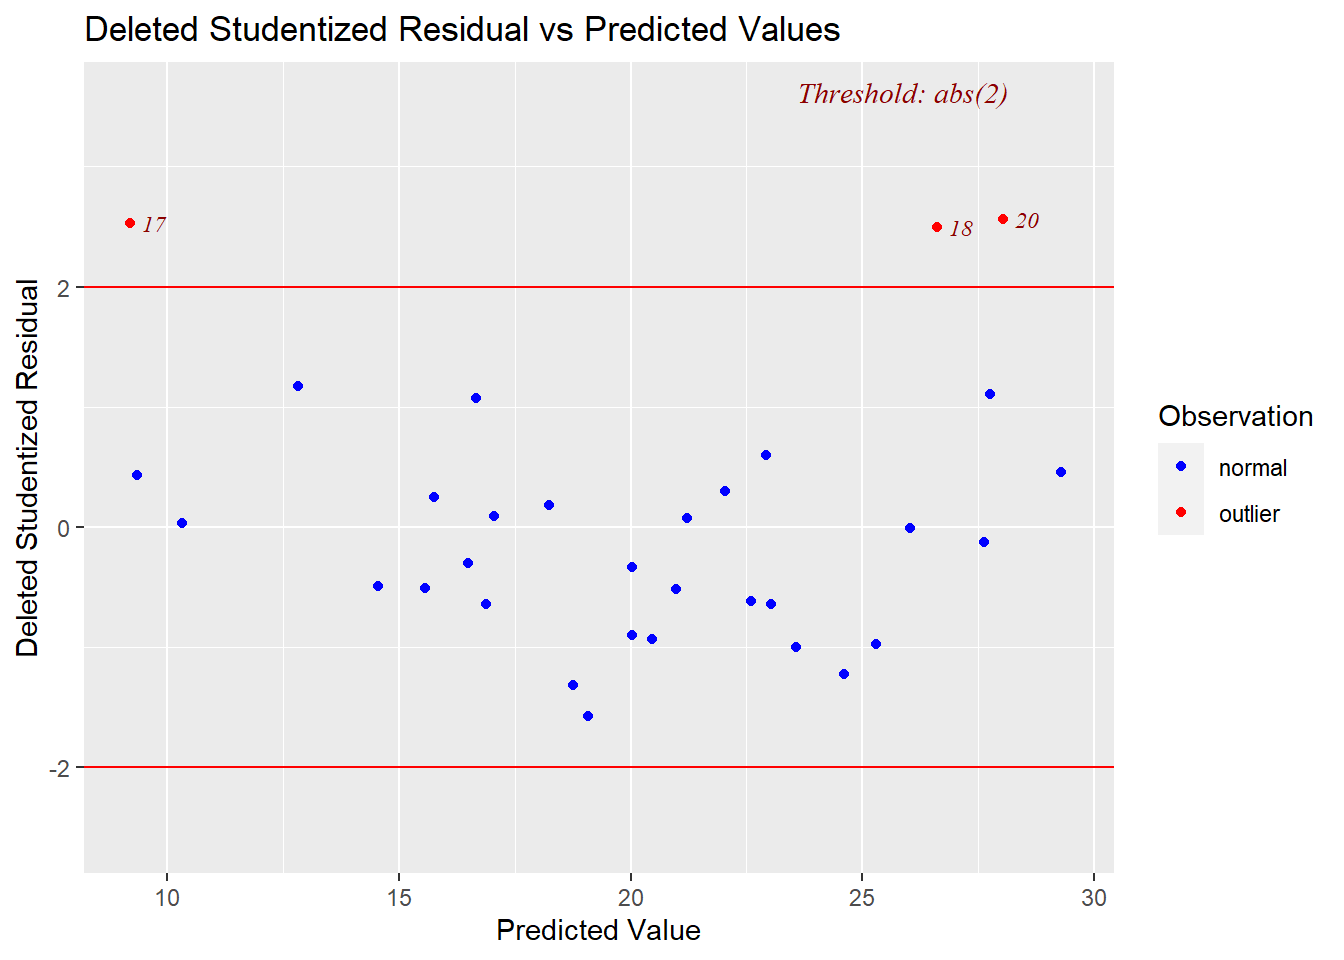 Deleted Studentized Residual vs Predicted Values
Threshold: abs(2)
17
18
20
2
0
-2
Deleted Studentized Residual
10
15
20
25
30
Predicted Value
Observation
normal
outlier